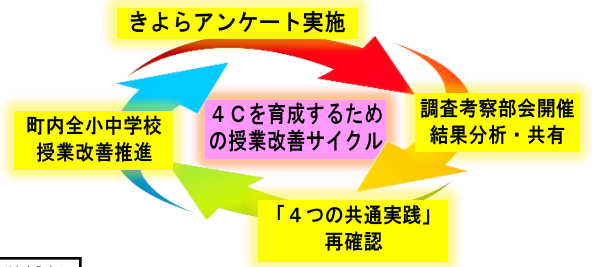 きよらアンケート実施
調査考察部会開催
結果分析・共有
「４つの共通実践」
再確認
町内全小中学校
授業改善推進
４Ｃを育成するため
の授業改善サイクル